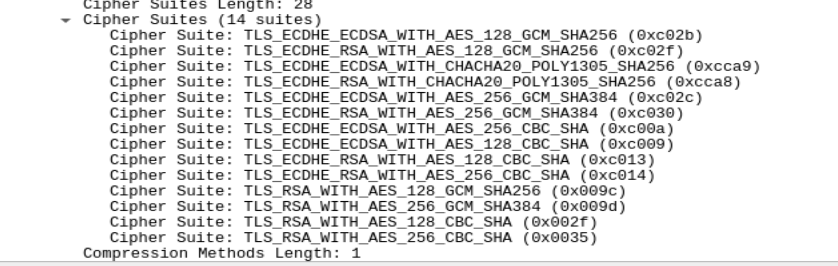 Cipher Suites Length: 28
Cipher Suites (14 suites)
Cipher Suite: TLS_ECDHE_ECDSA_WITH_AES_128_GCM_SHA256 (0xc02b)
Cipher Suite: TLS_ECDHE_RSA_WITH_AES_128_GCM_SHA256 (0xc02f)
Cipher Suite: TLS_ECDHE_ECDSA_WITH_CHACHA20_POLY1305_SHA256 (0xcca9)
Cipher Suite: TLS_ECDHE_RSA_WITH_CHACHA20_POLY1305_SHA256 (0xcca8)
Cipher Suite: TLS_ECDHE_ECDSA_WITH_AES_256_GCM_SHA384 (0xc02c)
Cipher Suite: TLS_ECDHE_RSA_WITH_AES_256_GCM_SHA384 (0xc030)
Cipher Suite: TLS_ECDHE_ECDSA_WITH_AES_256_CBC_SHA (0xc00a)
Cipher Suite: TLS_ECDHE_ECDSA_WITH_AES_128_CBC_SHA (0xc009)
Cipher Suite: TLS_ECDHE_RSA_WITH_AES_128_CBC_SHA (0xc013)
Cipher Suite: TLS_ECDHE_RSA_WITH_AES_256_CBC_SHA (0xc014)
Cipher Suite: TLS_RSA_WITH_AES_128_GCM_SHA256 (0x009c)
Cipher Suite: TLS_RSA_WITH_AES_256_GCM_SHA384 (0x009d)
Cipher Suite: TLS_RSA_WITH_AES_128_CBC_SHA (0x002f)
Cipher Suite: TLS_RSA_WITH_AES_256_CBC_SHA (0x0035)
Compression Methods Length: 1